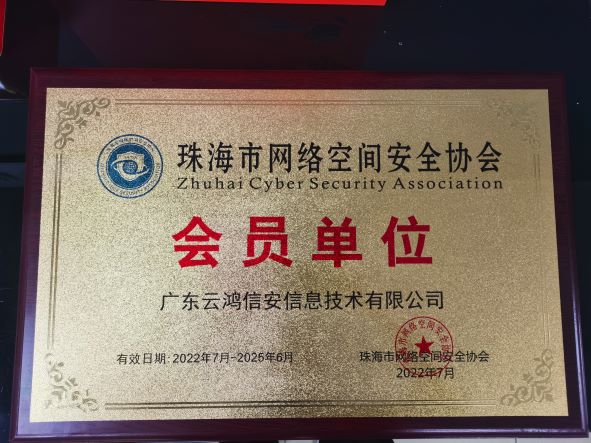 珠海市网络空间安全协会
Zhuhai Cyber Security Association
会员单位
广东云鸿信安信息技术有限公司
有效日期:2022年7月-2025年6月
珠海市网络空间安全协会
2022年7月